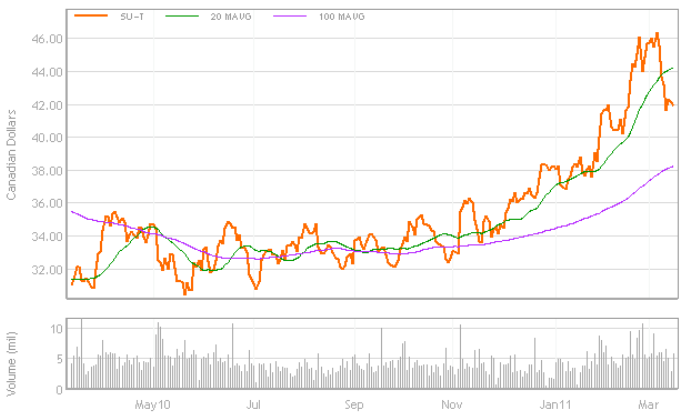 SU-T 20 MAVG 100 MAVG
46.00
44.00
42.00
40.00
38.00
36.00
34.00
32.00
Canadian Dollars
10
5
0
Volume (mil)
May10 Jul Sep Nov Jan11 Mar